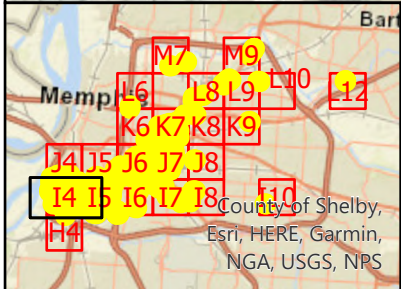 Bart
M7 M9
L6 L8 L9 L10 L12
Memphis
K6 K7 K8 K9
J4 J5 J6 J7 J8
I4 I5 I6 I7 I8 I10
H4
County of Shelby,
Esri, HERE, Garmin,
NGA, USGS, NPS